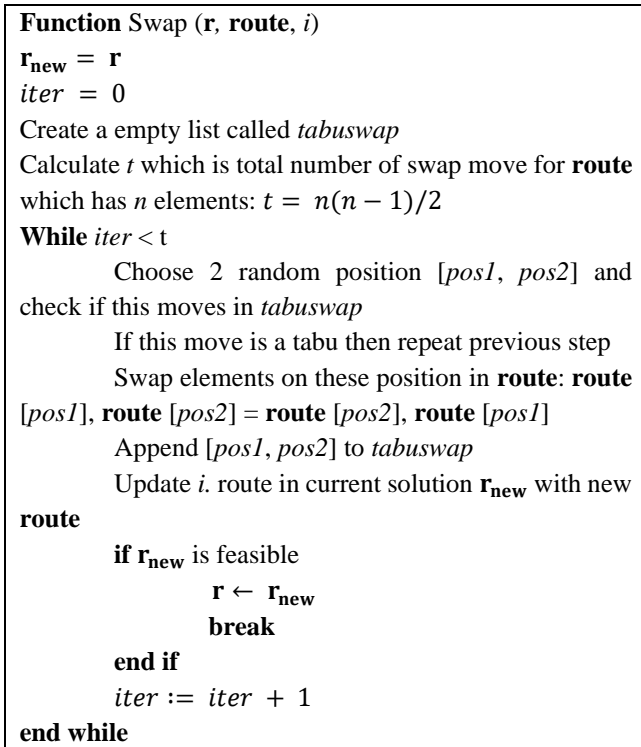 Function Swap (r, route, i)
r_new = r
iter = 0
Create a empty list called tabuswap
Calculate t which is total number of swap move for route
which has n elements: t = n(n − 1)/2
While iter < t
Choose 2 random position [pos1, pos2] and
check if this moves in tabuswap
If this move is a tabu then repeat previous step
Swap elements on these position in route: route
[pos1], route [pos2] = route [pos2], route [pos1]
Append [pos1, pos2] to tabuswap
Update i. route in current solution r_new with new
route
if r_new is feasible
r ← r_new
break
end if
iter := iter + 1
end while